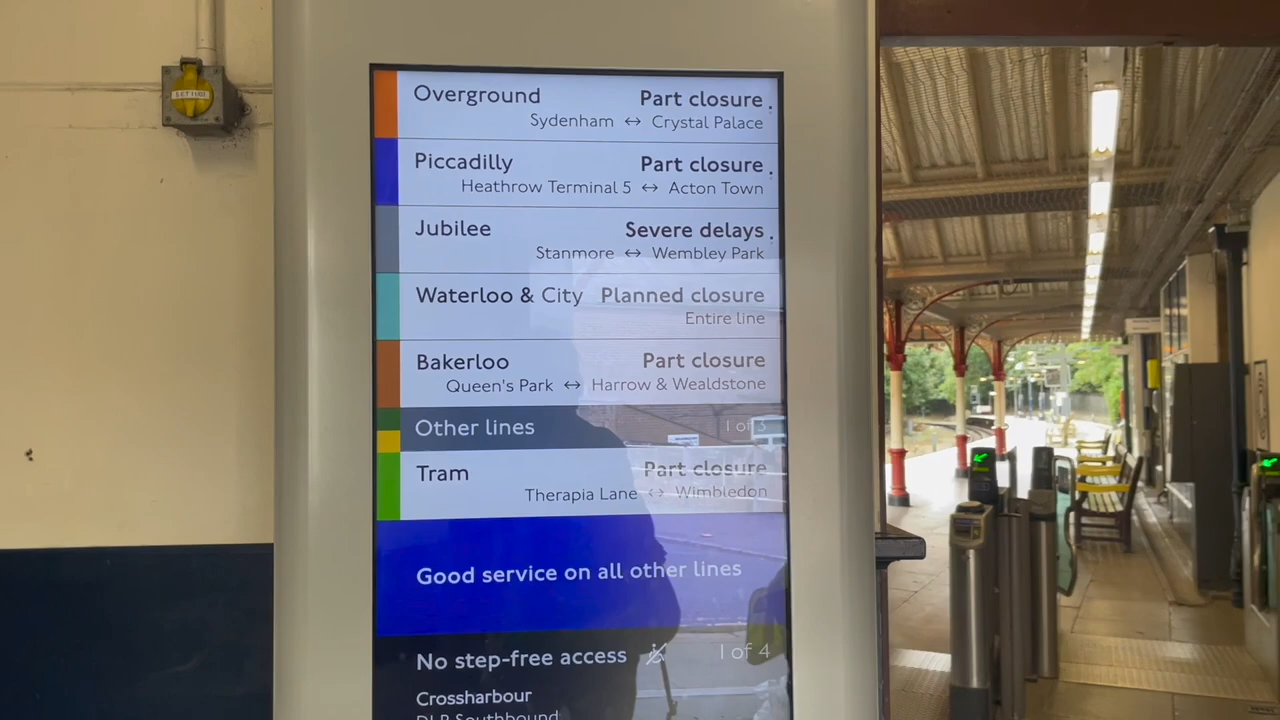 Overground Part closure
Sydenham ↔ Crystal Palace
Piccadilly Part closure
Heathrow Terminal 5 ↔ Acton Town
Jubilee Severe delays
Stanmore ↔ Wembley Park
Waterloo & City Planned closure
Entire line
Bakerloo Part closure
Queen's Park ↔ Harrow & Wealdstone
Other lines 1 of 3
Tram Part closure
Therapia Lane ↔ Wimbledon
Good service on all other lines
No step-free access 1 of 4
Crossharbour
DLR Southbound